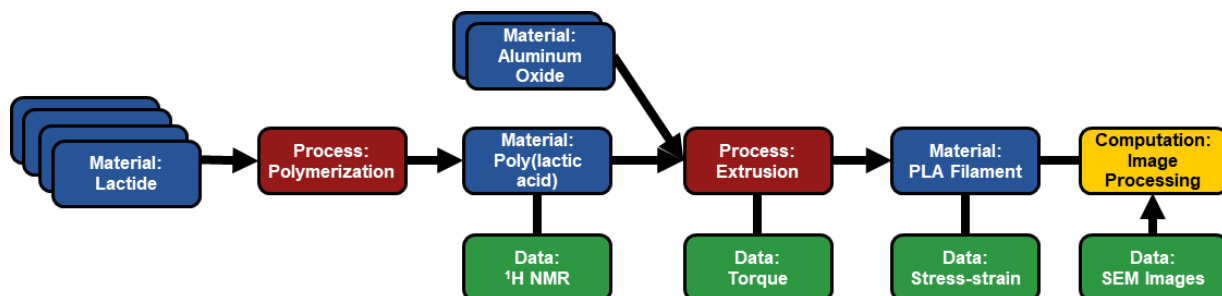 Material:
Aluminum
Oxide
Material:
Lactide
Process:
Polymerization
Material:
Poly(lactic
acid)
Process:
Extrusion
Material:
PLA Filament
Computation:
Image
Processing
Data:
¹H NMR
Data:
Torque
Data:
Stress-strain
Data:
SEM Images